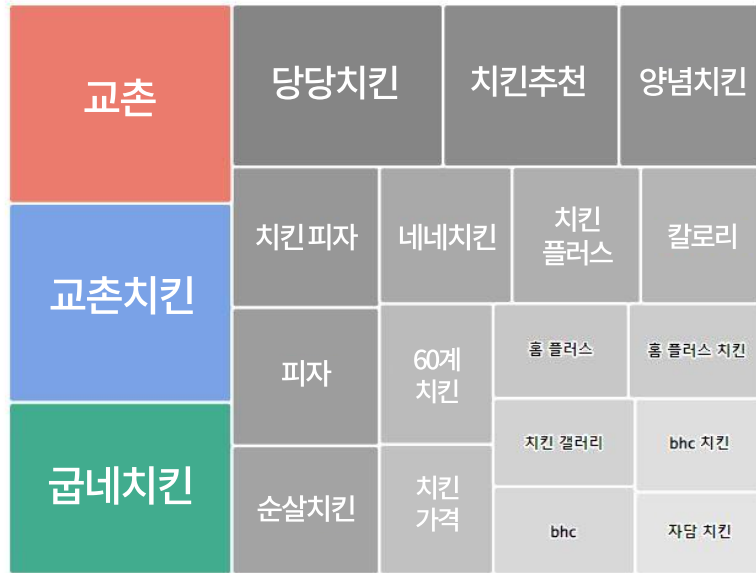 교촌
당당치킨
치킨추천
양념치킨
치킨 피자
네네치킨
치킨
플러스
칼로리
교촌치킨
피자
60계
치킨
홈 플러스
홈 플러스 치킨
치킨 갤러리
bhc 치킨
굽네치킨
순살치킨
치킨
가격
bhc
자담 치킨